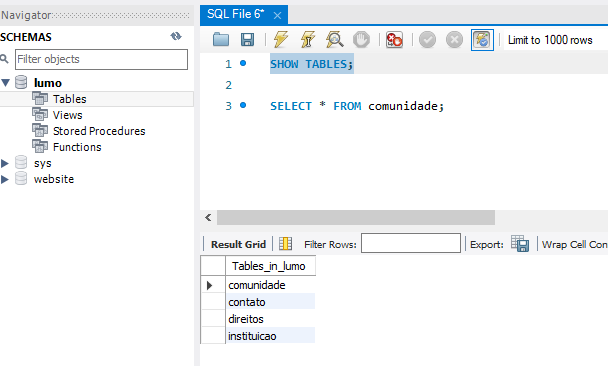 Navigator
SQL File 6*
SCHEMAS
Filter objects
lumo
Tables
Views
Stored Procedures
Functions
sys
website
Limit to 1000 rows
1 SHOW TABLES;
2
3 SELECT * FROM comunidade;
Result Grid Filter Rows: Export: Wrap Cell Con
Tables_in_lumo
comunidade
contato
direitos
instituicao